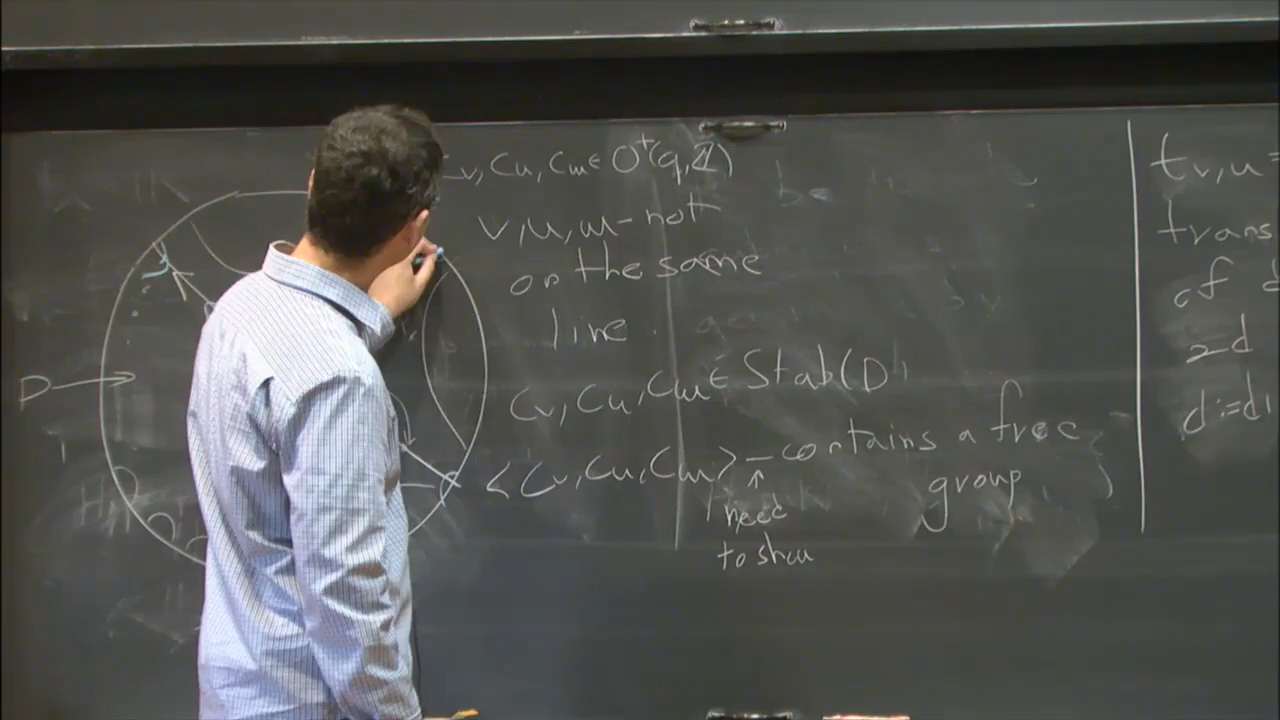 Cv, Cu, Cw ∈ O⁺(q, Z)
v, u, w - not
on the same
line.
D →
Cv, Cu, Cw ∈ Stab(D
<Cv, Cu, Cw> - contains a free
group
↑
need
to show
tv,u =
trans
of d
2d